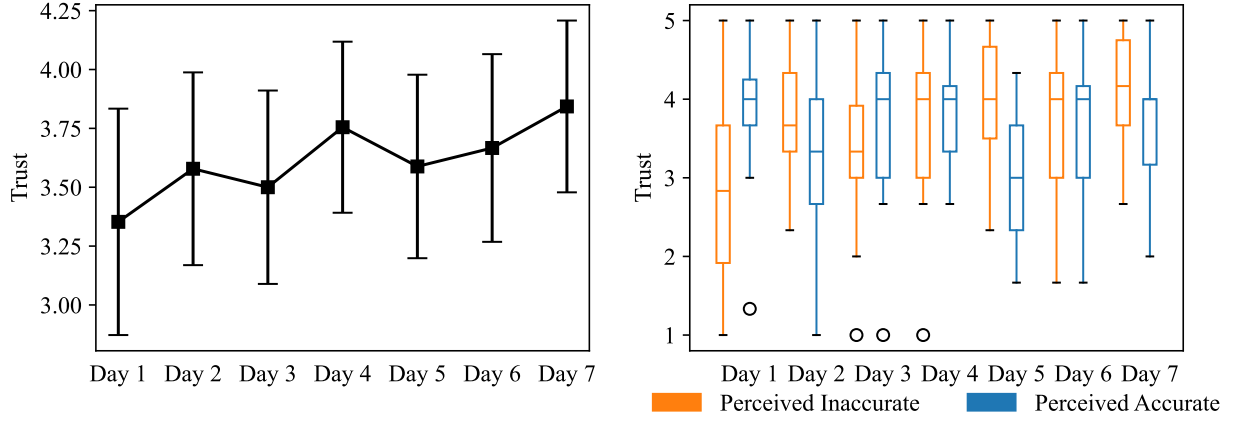 Trust
4.25
4.00
3.75
3.50
3.25
3.00
Day 1 Day 2 Day 3 Day 4 Day 5 Day 6 Day 7
Trust
5
4
3
2
1
Day 1 Day 2 Day 3 Day 4 Day 5 Day 6 Day 7
Perceived Inaccurate Perceived Accurate